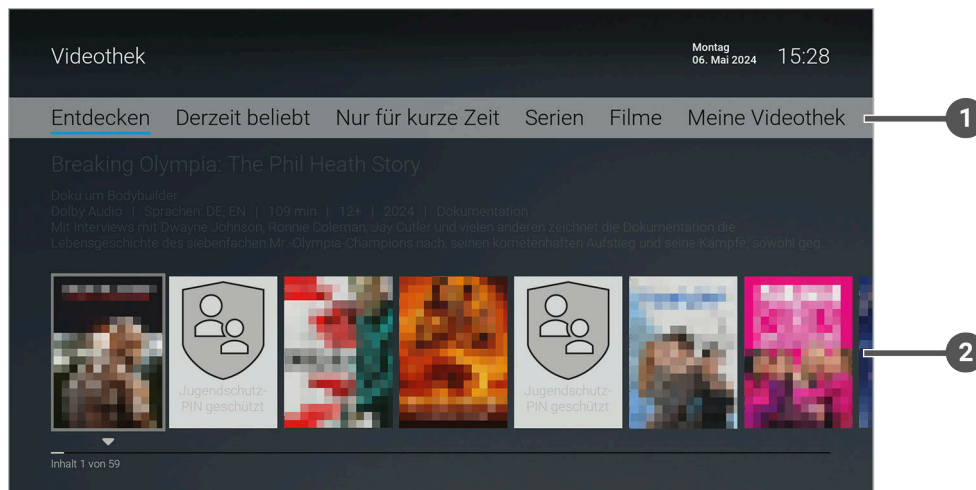 Videothek
Montag
06. Mai 2024
15:28
Entdecken Derzeit beliebt Nur für kurze Zeit Serien Filme Meine Videothek
1
Breaking Olympia: The Phil Heath Story
Doku um Bodybuilder
Dolby Audio | Sprachen: DE, EN | 109 min | 12+ | 2024 | Dokumentation
Mit Interviews mit Dwayne Johnson, Ronnie Coleman, Jay Cutler und vielen anderen zeichnet die Dokumentation die
Lebensgeschichte des siebenfachen Mr.-Olympia-Champions nach, seinen kometenhaften Aufstieg und seine Kämpfe, sowohl geg...
Jugendschutz-
PIN geschützt
Jugendschutz-
PIN geschützt
2
Inhalt 1 von 59